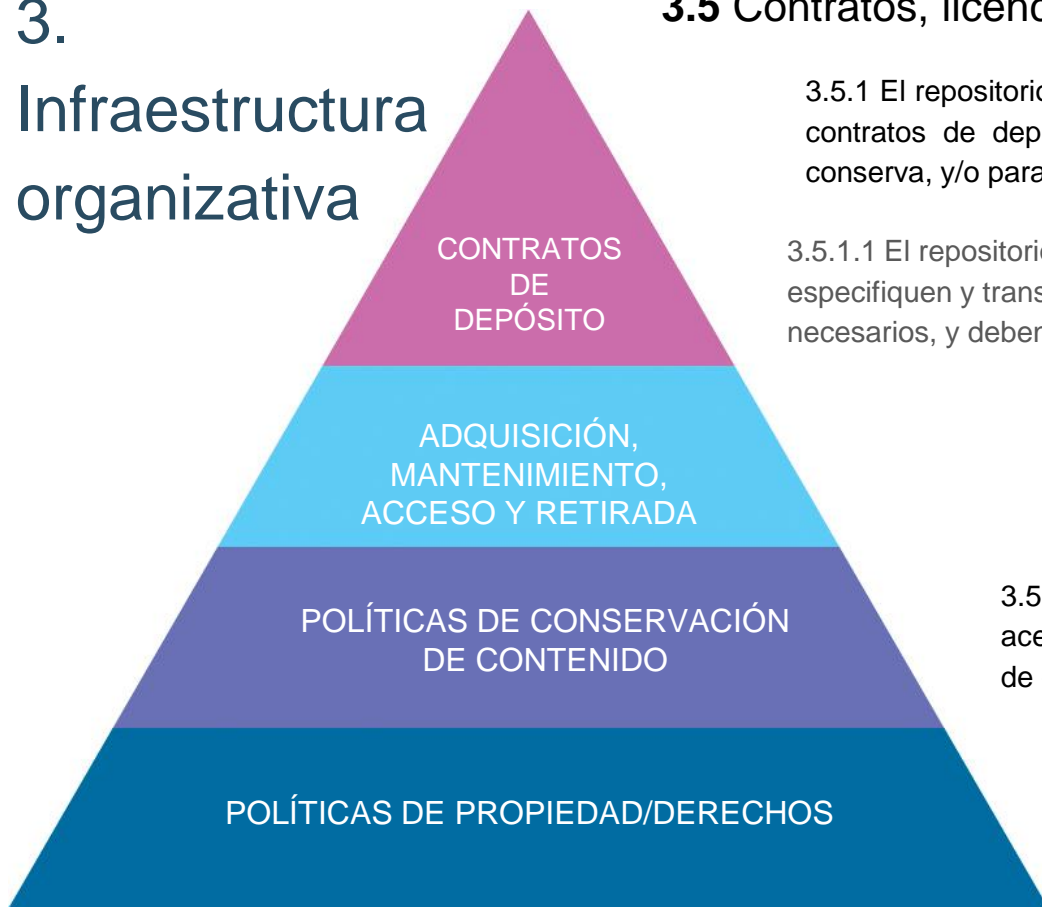 3.
Infraestructura
organizativa
3.5 Contratos, licenc
3.5.1 El repositorio
contratos de dep
conserva, y/o para
3.5.1.1 El repositori
especifiquen y trans
necesarios, y deber
3.5
ace
de
CONTRATOS
DE
DEPÓSITO
ADQUISICIÓN,
MANTENIMIENTO,
ACCESO Y RETIRADA
POLÍTICAS DE CONSERVACIÓN
DE CONTENIDO
POLÍTICAS DE PROPIEDAD/DERECHOS